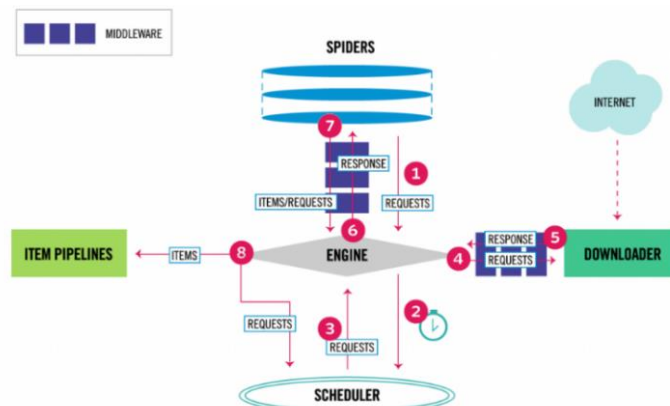 MIDDLEWARE
SPIDERS
INTERNET
7
RESPONSE
1
ITEMS/REQUESTS
REQUESTS
6
ITEM PIPELINES
ITEMS
8
ENGINE
4
RESPONSE
5
REQUESTS
DOWNLOADER
2
REQUESTS
3
REQUESTS
SCHEDULER